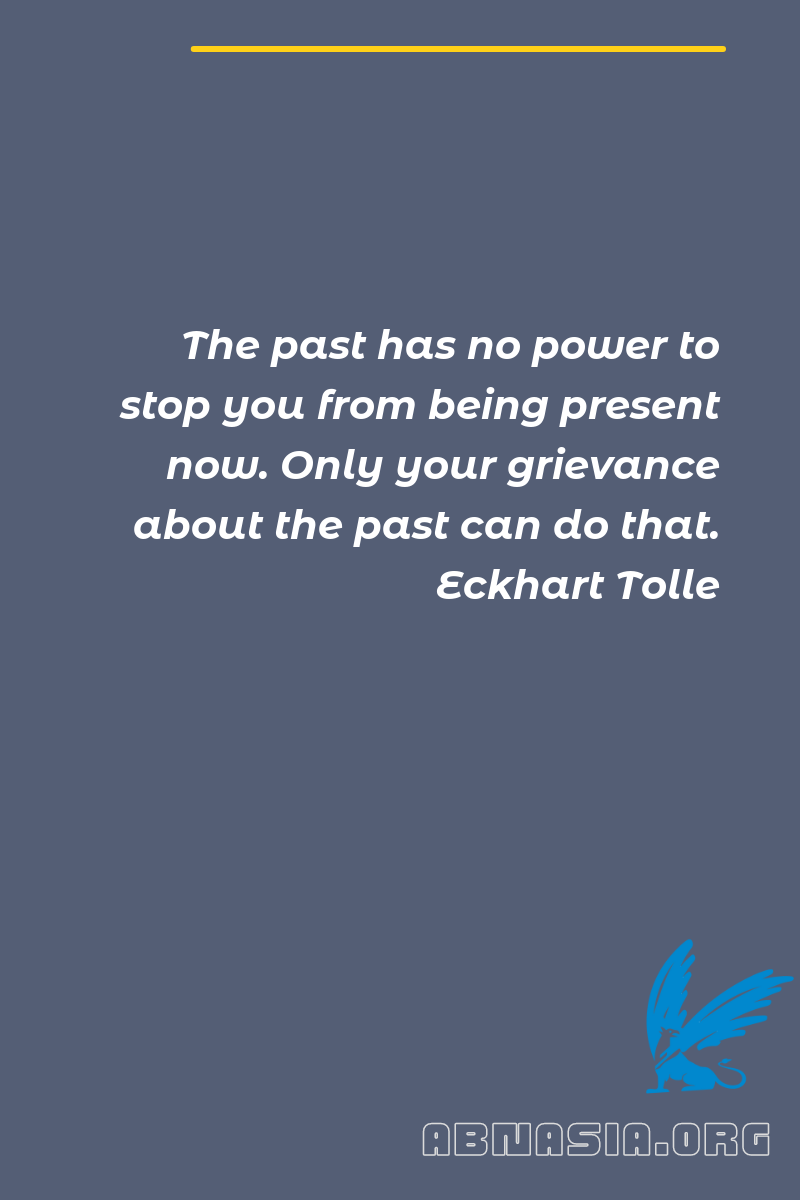 The past has no power to
stop you from being present
now. Only your grievance
about the past can do that.
Eckhart Tolle
ABNASIA.ORG